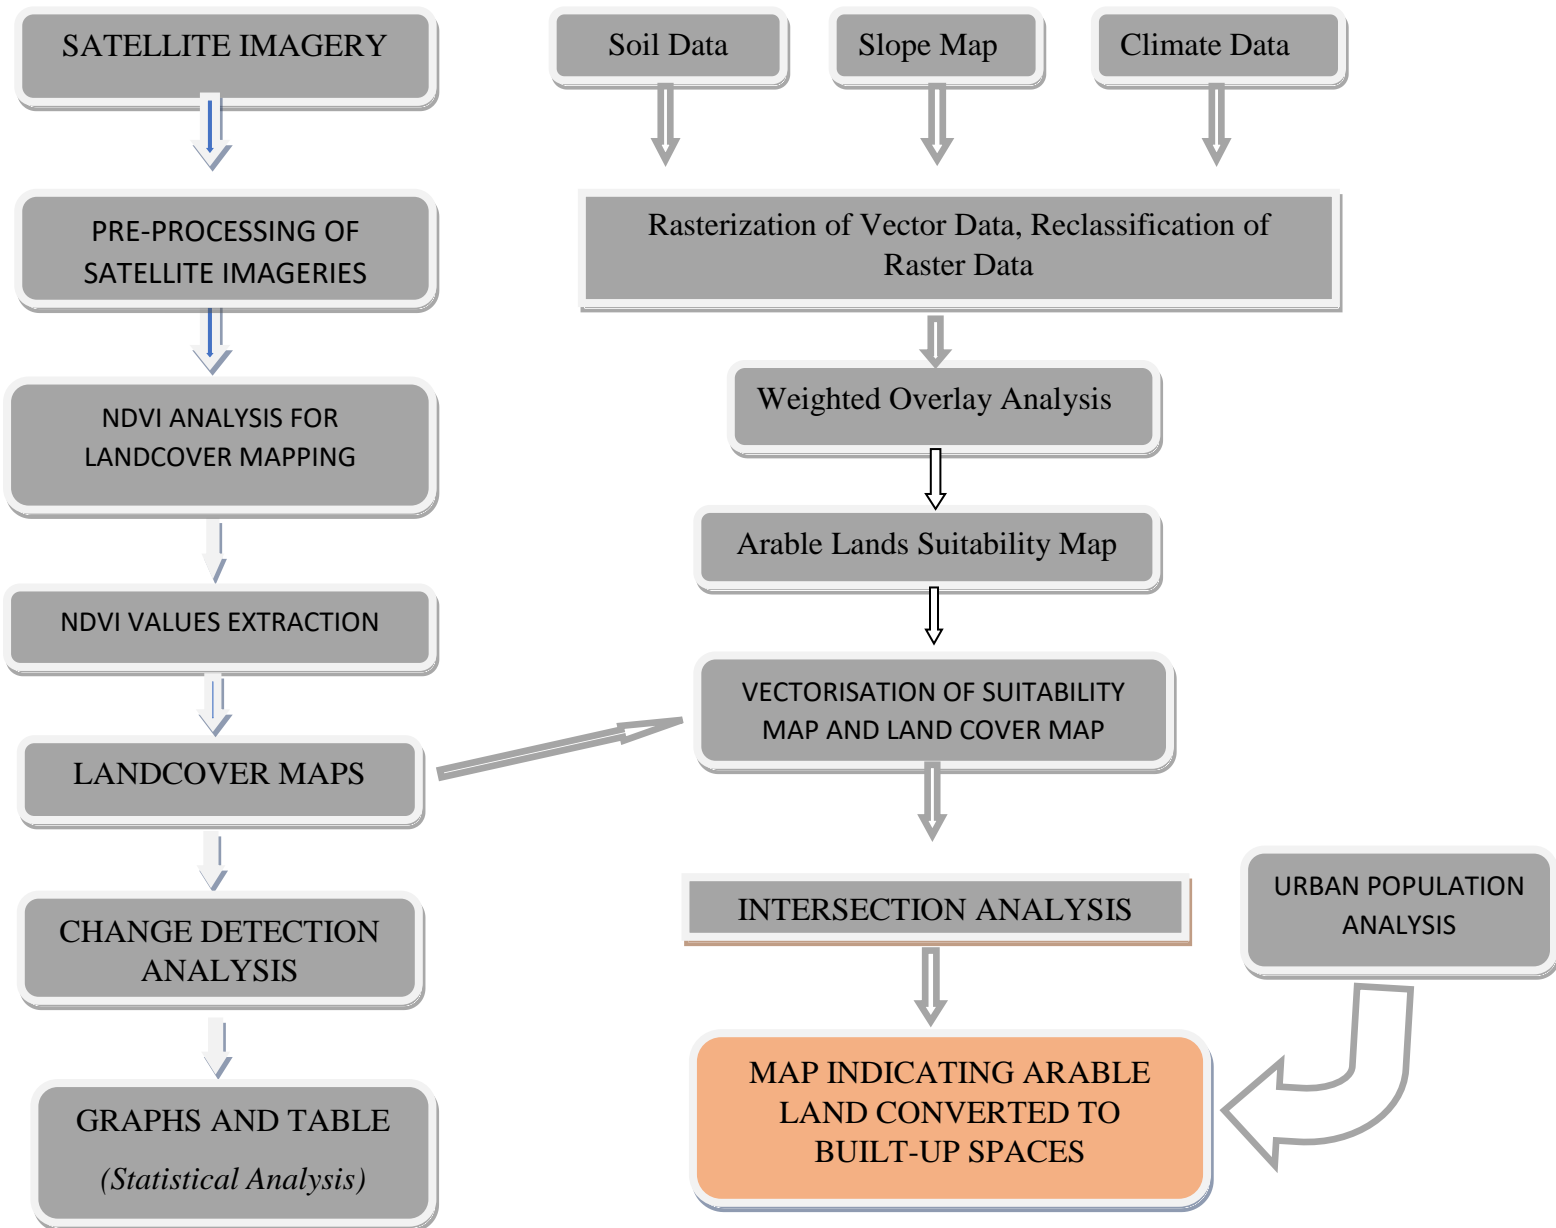 SATELLITE IMAGERY
PRE-PROCESSING OF
SATELLITE IMAGERIES
NDVI ANALYSIS FOR
LANDCOVER MAPPING
NDVI VALUES EXTRACTION
LANDCOVER MAPS
CHANGE DETECTION
ANALYSIS
GRAPHS AND TABLE
(Statistical Analysis)
Soil Data
Slope Map
Climate Data
Rasterization of Vector Data, Reclassification of
Raster Data
Weighted Overlay Analysis
Arable Lands Suitability Map
VECTORISATION OF SUITABILITY
MAP AND LAND COVER MAP
INTERSECTION ANALYSIS
URBAN POPULATION
ANALYSIS
MAP INDICATING ARABLE
LAND CONVERTED TO
BUILT-UP SPACES